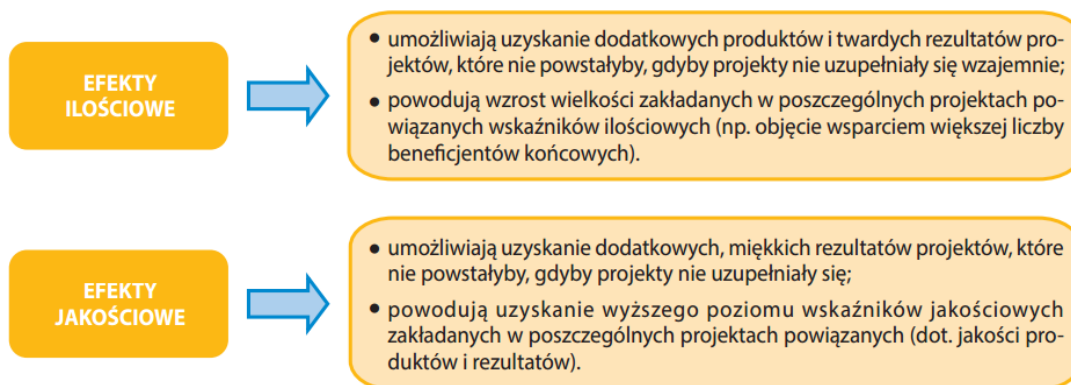 EFEKTY
ILOŚCIOWE
• umożliwiają uzyskanie dodatkowych produktów i twardych rezultatów pro-
jektów, które nie powstałyby, gdyby projekty nie uzupełniały się wzajemnie;
• powodują wzrost wielkości zakładanych w poszczególnych projektach po-
wiązanych wskaźników ilościowych (np. objęcie wsparciem większej liczby
beneficjentów końcowych).
EFEKTY
JAKOŚCIOWE
• umożliwiają uzyskanie dodatkowych, miękkich rezultatów projektów, które
nie powstałyby, gdyby projekty nie uzupełniały się;
• powodują uzyskanie wyższego poziomu wskaźników jakościowych
zakładanych w poszczególnych projektach powiązanych (dot. jakości pro-
duktów i rezultatów).